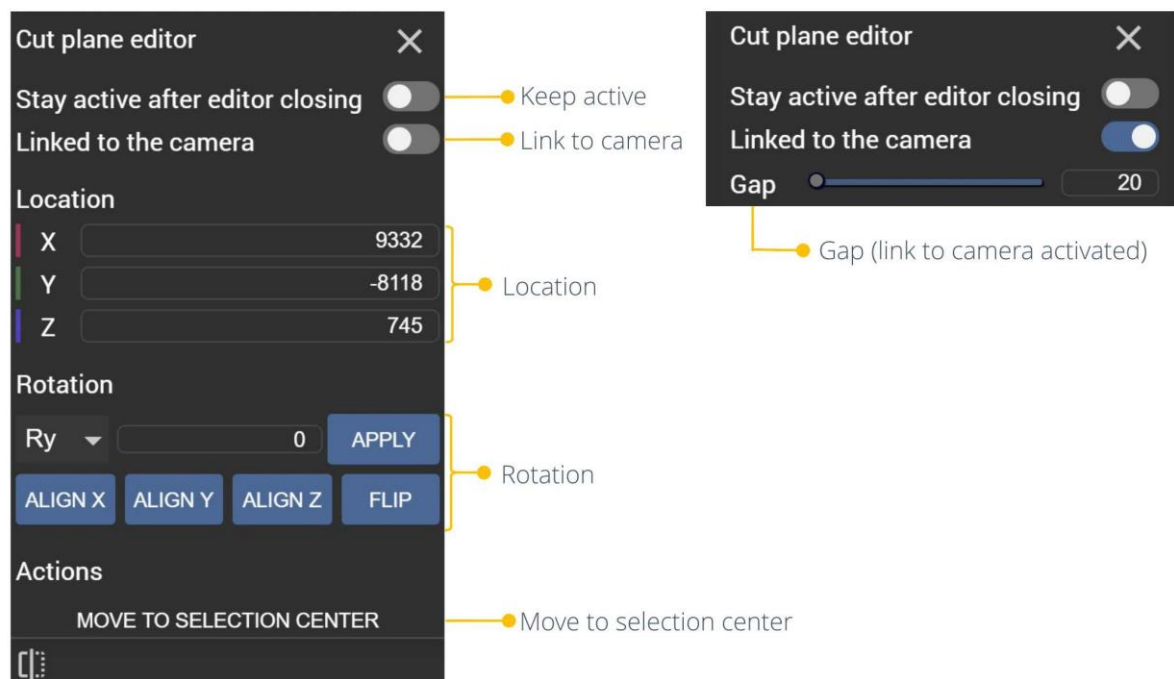 Cut plane editor
Stay active after editor closing
Keep active
Linked to the camera
Link to camera
Location
X 9332
Y -8118
Z 745
Location
Rotation
Ry 0 APPLY
ALIGN X ALIGN Y ALIGN Z FLIP
Rotation
Actions
MOVE TO SELECTION CENTER
Move to selection center
Cut plane editor
Stay active after editor closing
Linked to the camera
Gap 20
Gap (link to camera activated)